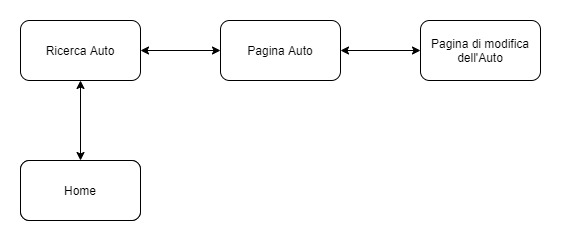 Ricerca Auto
Pagina Auto
Pagina di modifica
dell'Auto
Home